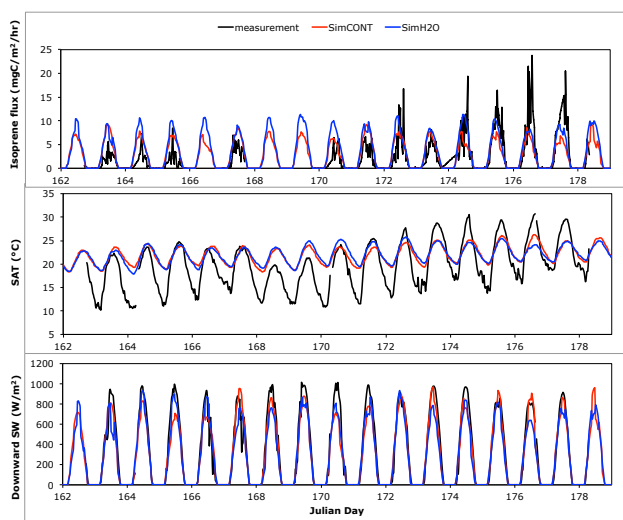 measurement SimCONT SimH2O
Isoprene flux (mgC/m²/hr)
25
20
15
10
5
0
162 164 166 168 170 172 174 176 178
SAT (°C)
35
30
25
20
15
10
5
162 164 166 168 170 172 174 176 178
Downward SW (W/m²)
1200
1000
800
600
400
200
0
162 164 166 168 170 172 174 176 178
Julian Day